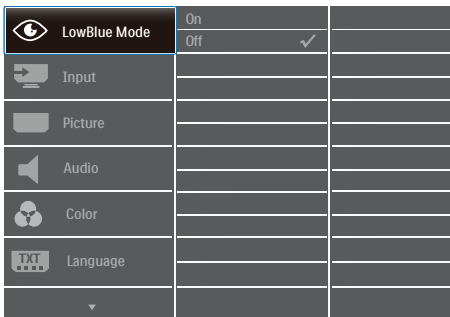 LowBlue Mode
On
Off
Input
Picture
Audio
Color
TXT
Language